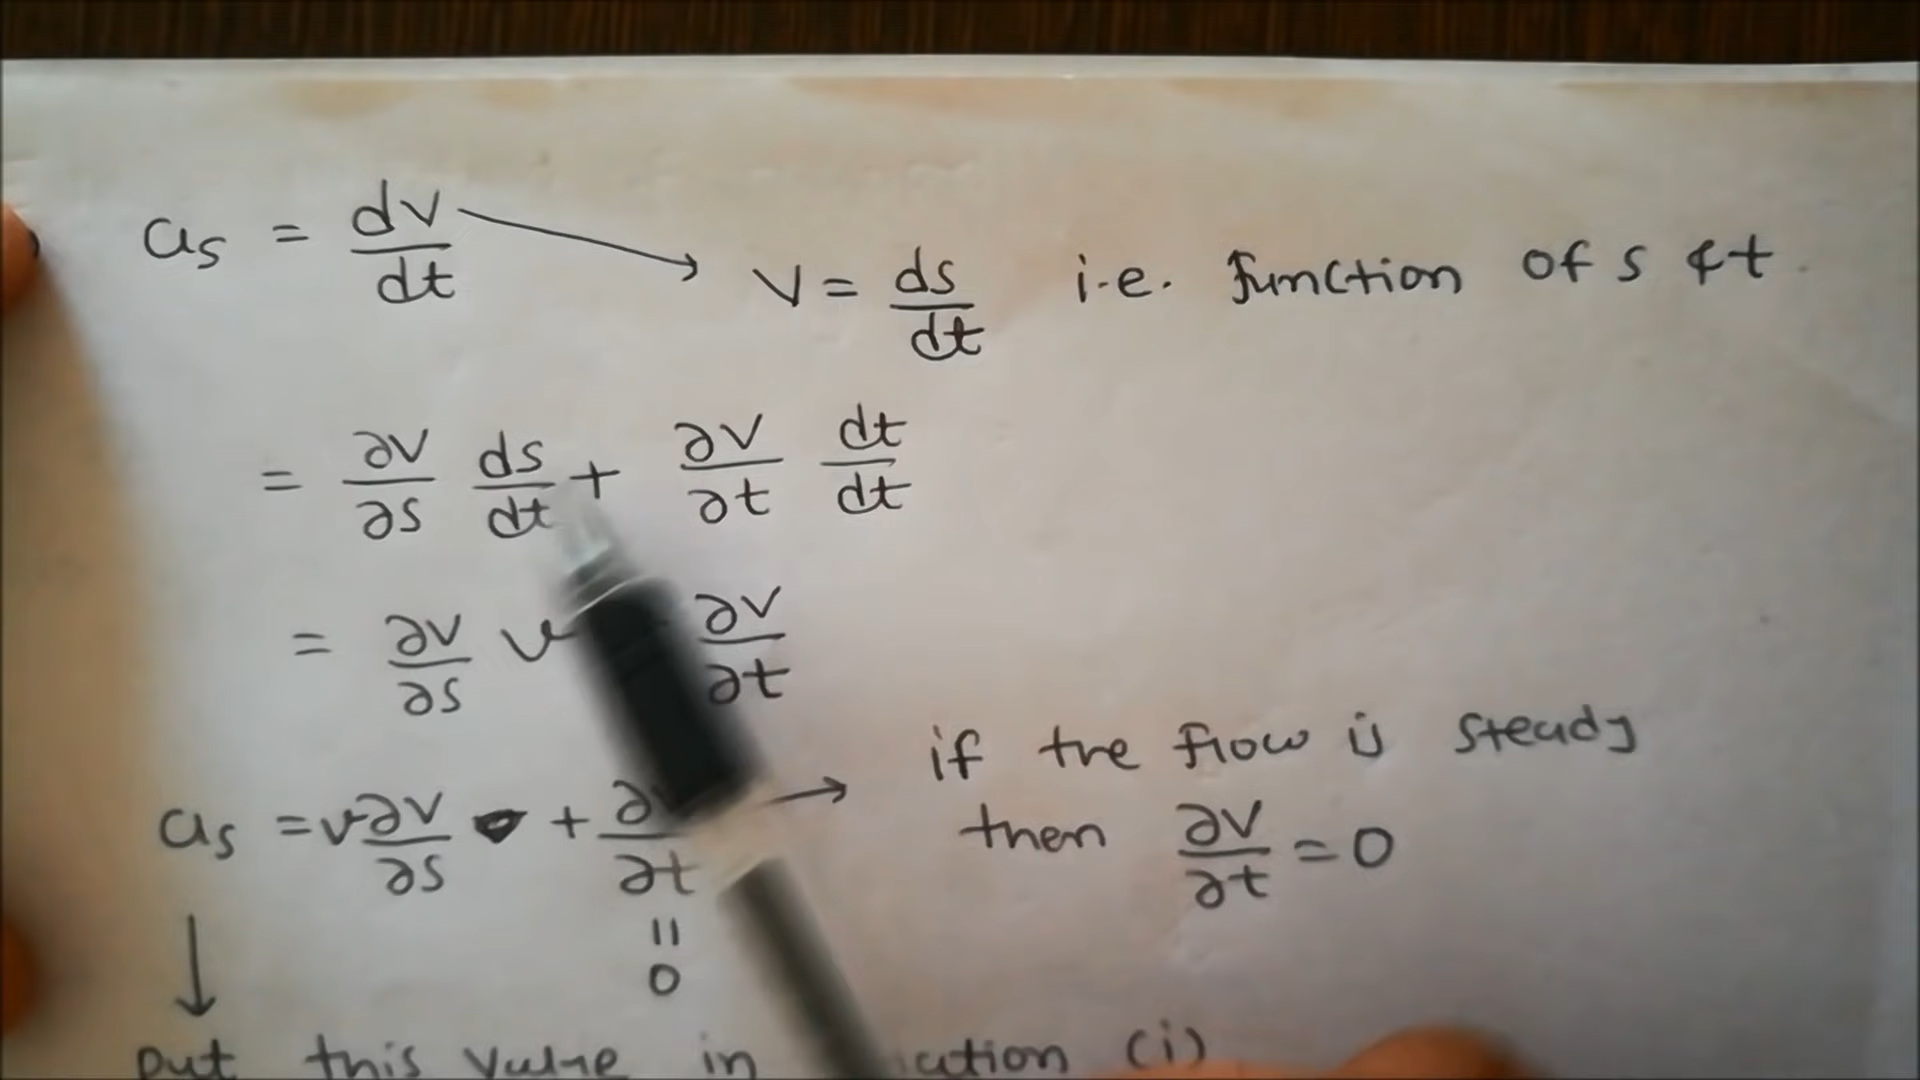 as = dv/dt → v = ds/dt i.e. function of s & t
= ∂v/∂s ds/dt + ∂v/∂t dt/dt
= ∂v/∂s v ∂v/∂t
as = v∂v/∂s + ∂v/∂t → if the flow is steady
then ∂v/∂t = 0
॥
0
↓
put this value in (i)